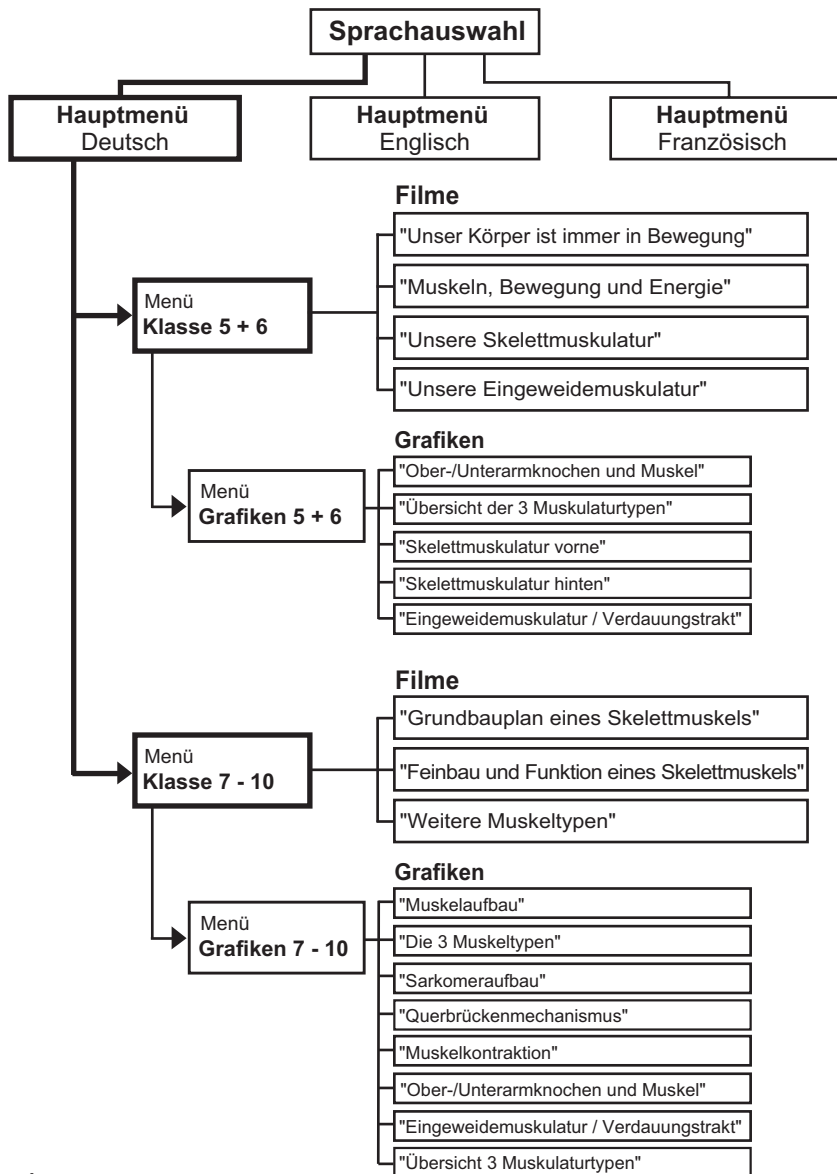 Sprachauswahl
Hauptmenü
Deutsch
Hauptmenü
Englisch
Hauptmenü
Französisch
Filme
"Unser Körper ist immer in Bewegung"
"Muskeln, Bewegung und Energie"
Menü
Klasse 5 + 6
"Unsere Skelettmuskulatur"
"Unsere Eingeweidemuskulatur"
Grafiken
"Ober-/Unterarmknochen und Muskel"
Menü
Grafiken 5 + 6
"Übersicht der 3 Muskulaturtypen"
"Skelettmuskulatur vorne"
"Skelettmuskulatur hinten"
"Eingeweidemuskulatur / Verdauungstrakt"
Filme
"Grundbauplan eines Skelettmuskels"
Menü
Klasse 7 - 10
"Feinbau und Funktion eines Skelettmuskels"
"Weitere Muskeltypen"
Grafiken
"Muskelaufbau"
Menü
Grafiken 7 - 10
"Die 3 Muskeltypen"
"Sarkomeraufbau"
"Querbrückenmechanismus"
"Muskelkontraktion"
"Ober-/Unterarmknochen und Muskel"
"Eingeweidemuskulatur / Verdauungstrakt"
"Übersicht 3 Muskulaturtypen"